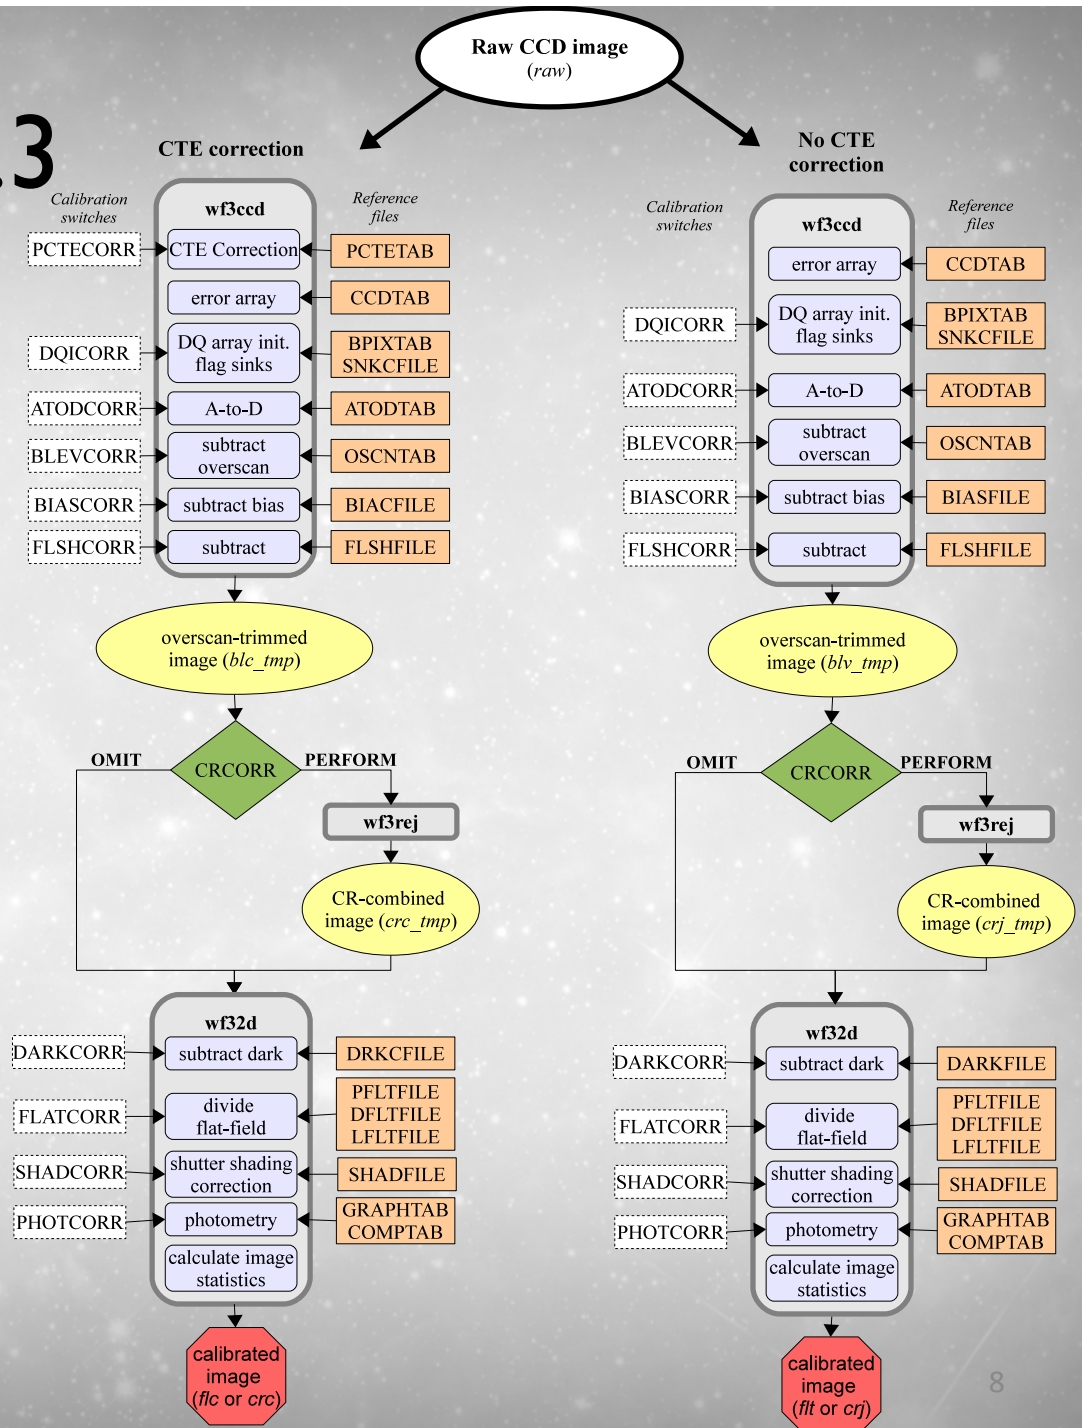 Raw CCD image
(raw)
.3
CTE correction
Calibration
switches
Reference
files
wf3ccd
PCTECORR
CTE Correction
PCTETAB
error array
CCDTAB
DQICORR
DQ array init.
flag sinks
BPIXTAB
SNKCFILE
ATODCORR
A-to-D
ATODTAB
BLEVCORR
subtract
overscan
OSCNTAB
BIASCORR
subtract bias
BIACFILE
FLSHCORR
subtract
FLSHFILE
overscan-trimmed
image (blc_tmp)
OMIT
CRCORR
PERFORM
wf3rej
CR-combined
image (crc_tmp)
wf32d
DARKCORR
subtract dark
DRKCFILE
FLATCORR
divide
flat-field
PFLTFILE
DFLTFILE
LFLTFILE
SHADCORR
shutter shading
correction
SHADFILE
PHOTCORR
photometry
GRAPHTAB
COMPTAB
calculate image
statistics
calibrated
image
(flc or crc)
No CTE
correction
Calibration
switches
Reference
files
wf3ccd
error array
CCDTAB
DQICORR
DQ array init.
flag sinks
BPIXTAB
SNKCFILE
ATODCORR
A-to-D
ATODTAB
BLEVCORR
subtract
overscan
OSCNTAB
BIASCORR
subtract bias
BIASFILE
FLSHCORR
subtract
FLSHFILE
overscan-trimmed
image (blv_tmp)
OMIT
CRCORR
PERFORM
wf3rej
CR-combined
image (crj_tmp)
wf32d
DARKCORR
subtract dark
DARKFILE
FLATCORR
divide
flat-field
PFLTFILE
DFLTFILE
LFLTFILE
SHADCORR
shutter shading
correction
SHADFILE
PHOTCORR
photometry
GRAPHTAB
COMPTAB
calculate image
statistics
calibrated
image
(flt or crj)
8